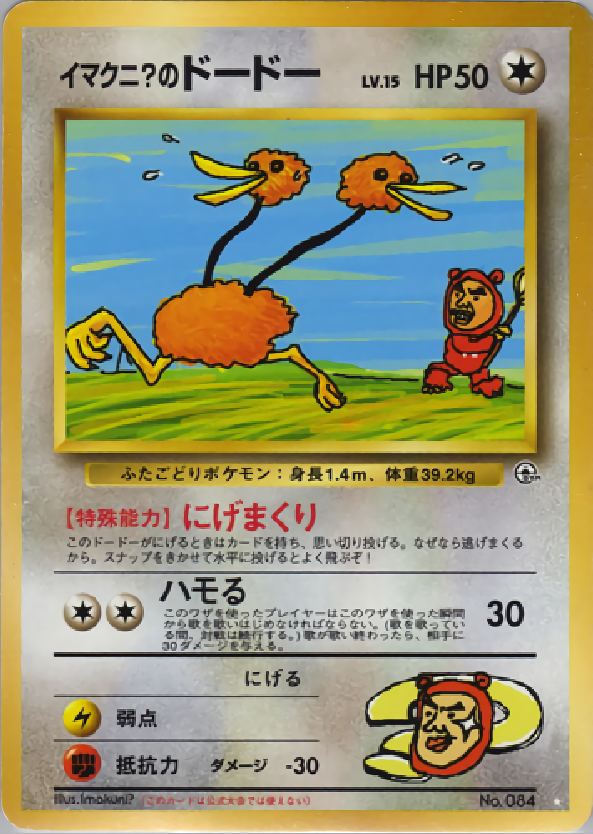 イマクニ?のドードー LV.15 HP50
ふたごどりポケモン：身長1.4m、体重39.2kg
【特殊能力】にげまくり
このドードーがにげるときはカードを持ち、思い切り投げる。なぜなら逃げまくる
から。スナップをきかせて水平に投げるとよく飛ぶぞ！
ハモる 30
このワザを使ったプレイヤーはこのワザを使った瞬間
から歌を歌いはじめなければならない。(歌を歌ってい
る間、対戦は続行する。)歌が歌い終わったら、相手に
30ダメージを与える。
にげる
弱点
抵抗力 ダメージ -30
Illus.Imakuni? (このカードは公式大会では使えない) No.084